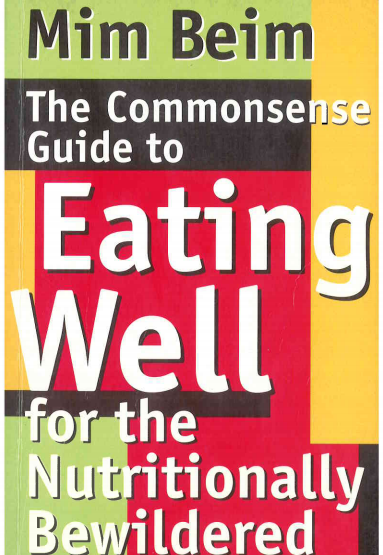 Mim Beim
The Commonsense
Guide to
Eating
Well
for the
Nutritionally
Bewildered